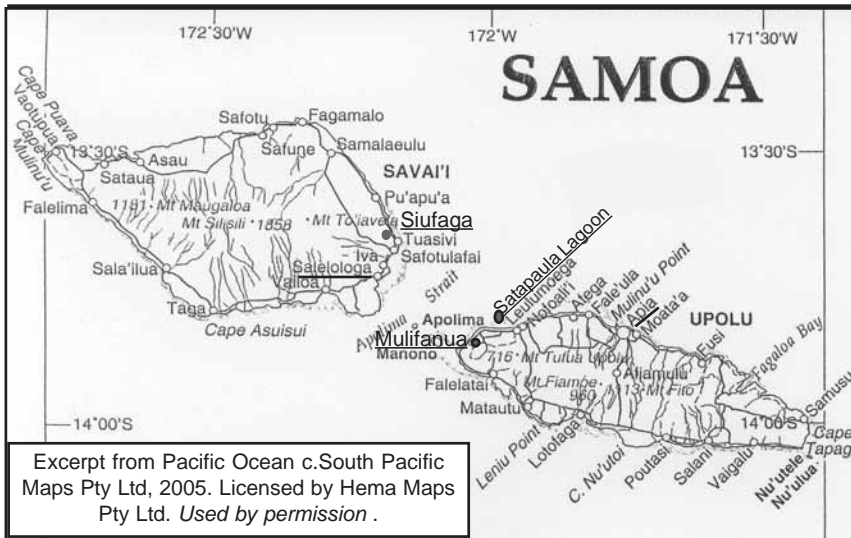 172°30'W
172°W
171°30'W
SAMOA
Cape Puava
Vaotupua
Cape
Mulinu'u
13°30'S
13°30'S
Safotu
Fagamalo
Safune
Samalaeulu
Asau
Sataua
SAVAI'I
Pu'apu'a
Falelima
1181 • Mt Maugaloa
Mt Silisili • 1858
• Mt To'iavea
Siufaga
Tuasivi
Safotulafai
Iva
Salelologa
Sala'ilua
Vailoa
Taga
Cape Asuisui
Apolima Strait
Satapaula Lagoon
Leulumoega
Nofoali'i
Afega
Fale'ula
Mulinu'u Point
Apia
Moata'a
UPOLU
Apolima
Mulifanua
Manono
716 • Mt Tufua Upolu
Fusi
Fagaloa Bay
Falelatai
Mt Fiamoe
960
Afiamulu
1113 • Mt Fito
Matautu
Samusu
14°00'S
14°00'S
Cape
Tapaga
Leniu Point
Lotofaga
C. Nu'utoi
Poutasi
Salani
Vaigalu
Nu'utele
Nu'ulua
Excerpt from Pacific Ocean c.South Pacific
Maps Pty Ltd, 2005. Licensed by Hema Maps
Pty Ltd. Used by permission .